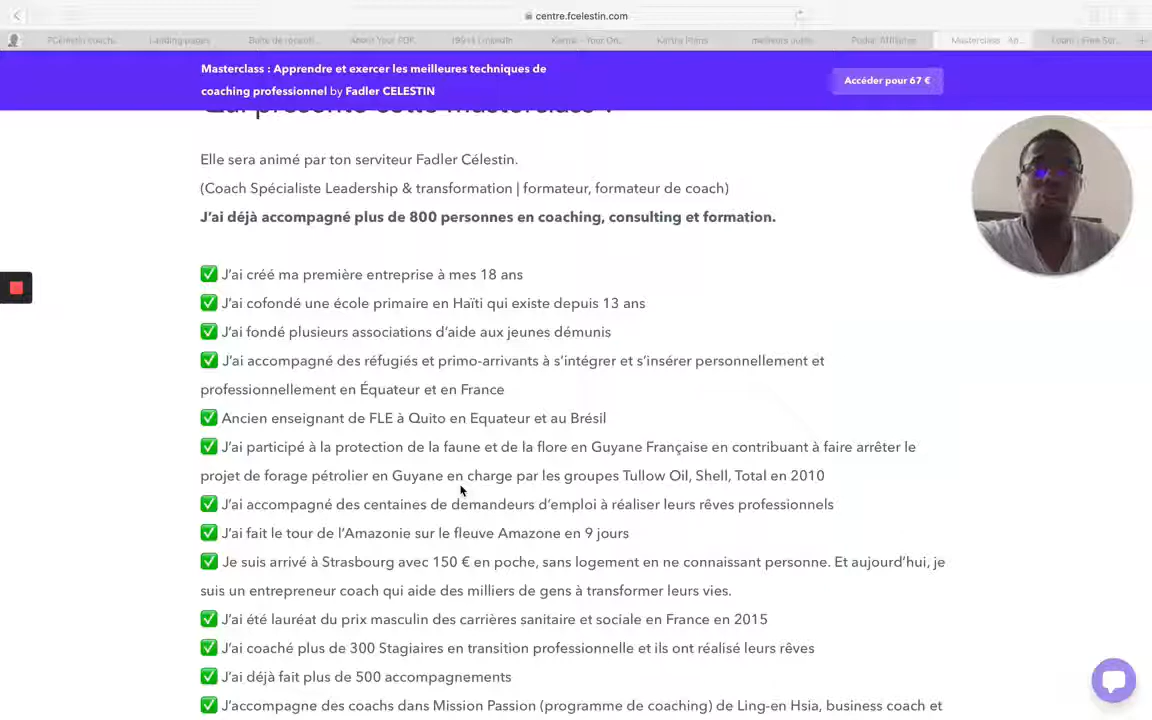 centre.fcelestin.com
Landing pages
Karma Plans
Podia: Affiliates
Masterclass : Apprendre et exercer les meilleures techniques de
coaching professionnel by Fadler CELESTIN
Accéder pour 67 €
Qui présente cette masterclass ?
Elle sera animé par ton serviteur Fadler Célestin.
(Coach Spécialiste Leadership & transformation | formateur, formateur de coach)
J’ai déjà accompagné plus de 800 personnes en coaching, consulting et formation.
✅ J’ai créé ma première entreprise à mes 18 ans
✅ J’ai cofondé une école primaire en Haïti qui existe depuis 13 ans
✅ J’ai fondé plusieurs associations d’aide aux jeunes démunis
✅ J’ai accompagné des réfugiés et primo-arrivants à s’intégrer et s’insérer personnellement et
professionnellement en Équateur et en France
✅ Ancien enseignant de FLE à Quito en Equateur et au Brésil
✅ J’ai participé à la protection de la faune et de la flore en Guyane Française en contribuant à faire arrêter le
projet de forage pétrolier en Guyane en charge par les groupes Tullow Oil, Shell, Total en 2010
✅ J’ai accompagné des centaines de demandeurs d’emploi à réaliser leurs rêves professionnels
✅ J’ai fait le tour de l’Amazonie sur le fleuve Amazone en 9 jours
✅ Je suis arrivé à Strasbourg avec 150 € en poche, sans logement en ne connaissant personne. Et aujourd’hui, je
suis un entrepreneur coach qui aide des milliers de gens à transformer leurs vies.
✅ J’ai été lauréat du prix masculin des carrières sanitaire et sociale en France en 2015
✅ J’ai coaché plus de 300 Stagiaires en transition professionnelle et ils ont réalisé leurs rêves
✅ J’ai déjà fait plus de 500 accompagnements
✅ J’accompagne des coachs dans Mission Passion (programme de coaching) de Ling-en Hsia, business coach et